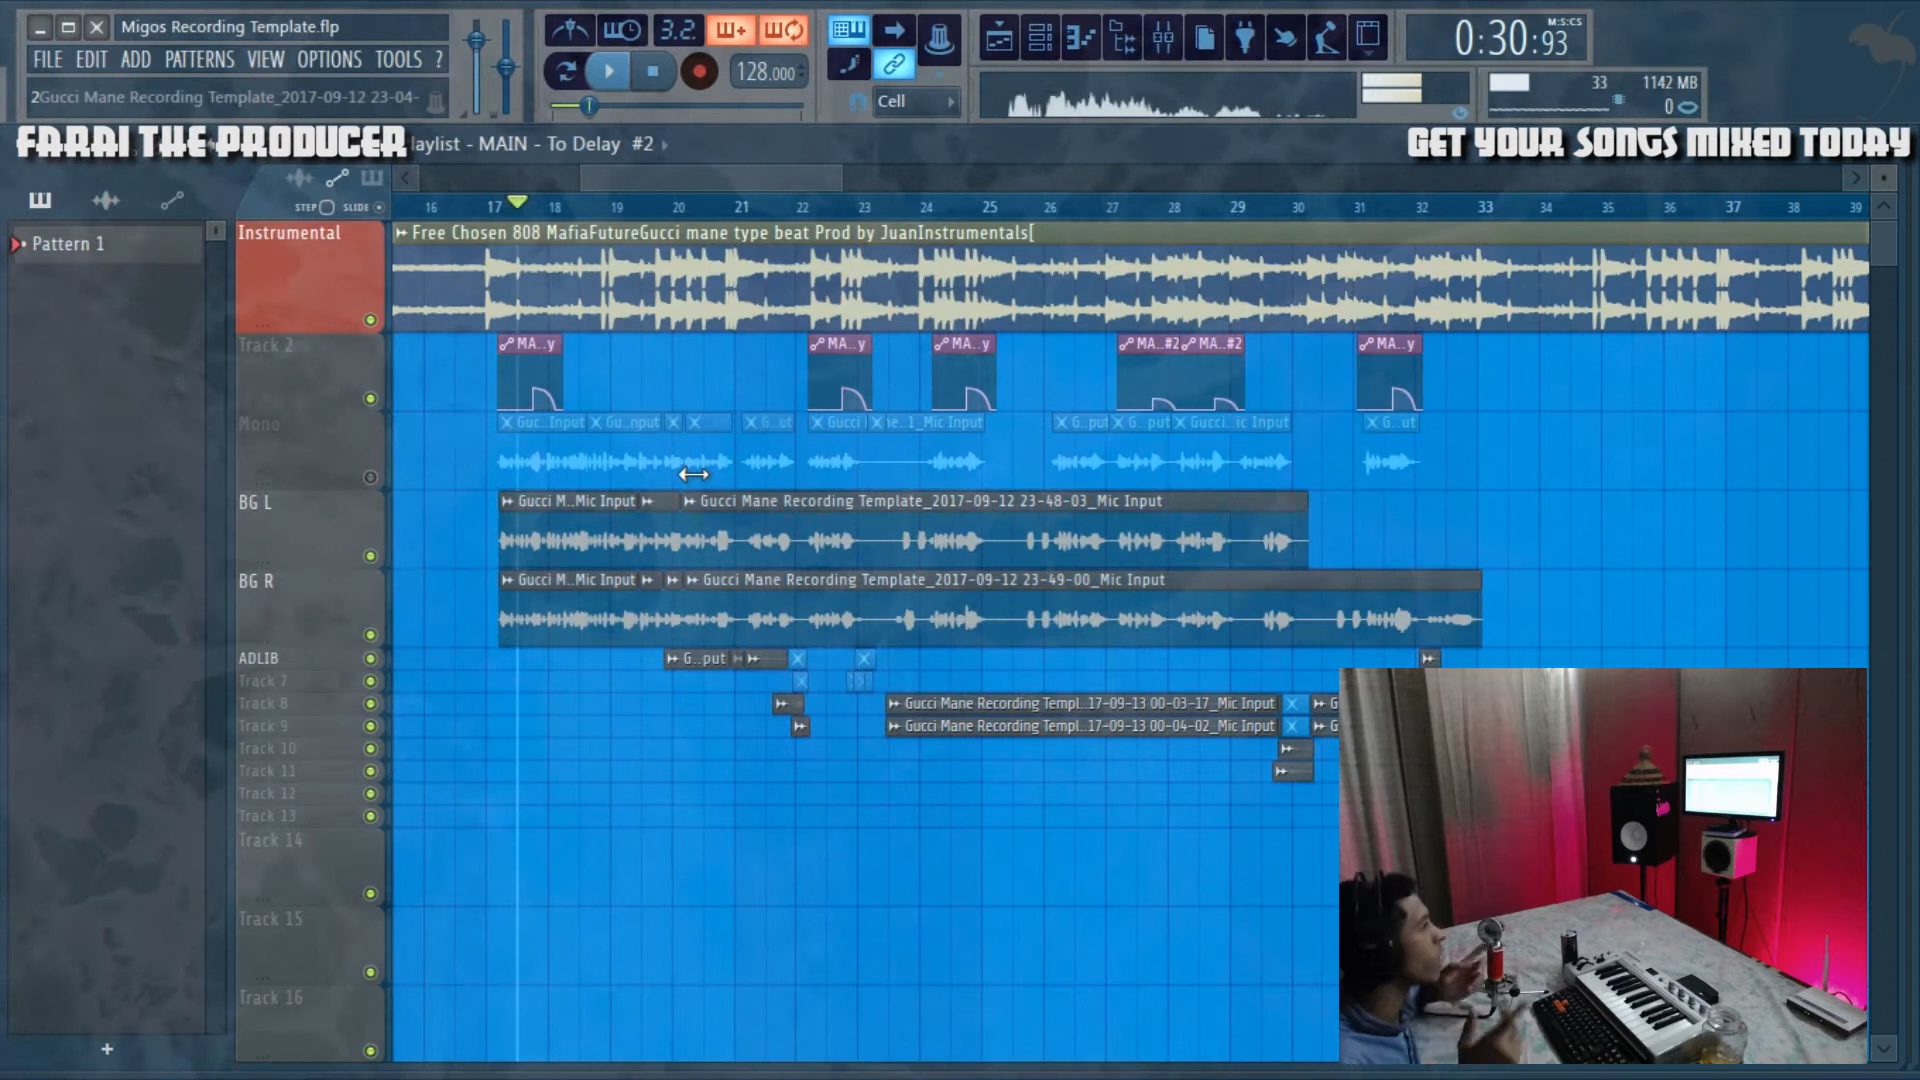 Migos Recording Template.flp
FILE EDIT ADD PATTERNS VIEW OPTIONS TOOLS ?
2Gucci Mane Recording Template_2017-09-12 23-04-
3.2.
128.000
Cell
0:30:93
M:S:CS
33
1142 MB
0
FARAI THE PRODUCER
aylist - MAIN - To Delay #2
GET YOUR SONGS MIXED TODAY
STEP SLIDE
16 17 18 19 20 21 22 23 24 25 26 27 28 29 30 31 32 33 34 35 36 37 38 39
Pattern 1
Instrumental
Free Chosen 808 MafiaFutureGucci mane type beat Prod by JuanInstrumentals[
Track 2
MA..y MA..y MA..y MA..#2 MA..#2 MA..y
Mono
Guc..Input Gu..nput G..ut Gucci ne..1_Mic Input G..put G..put Gucci..ic Input G..ut
BG L
Gucci M..Mic Input Gucci Mane Recording Template_2017-09-12 23-48-03_Mic Input
BG R
Gucci M..Mic Input Gucci Mane Recording Template_2017-09-12 23-49-00_Mic Input
ADLIB
G..put
Track 7
Track 8
Gucci Mane Recording Templ..17-09-13 00-03-17_Mic Input G
Track 9
Gucci Mane Recording Templ..17-09-13 00-04-02_Mic Input G
Track 10
Track 11
Track 12
Track 13
Track 14
Track 15
Track 16